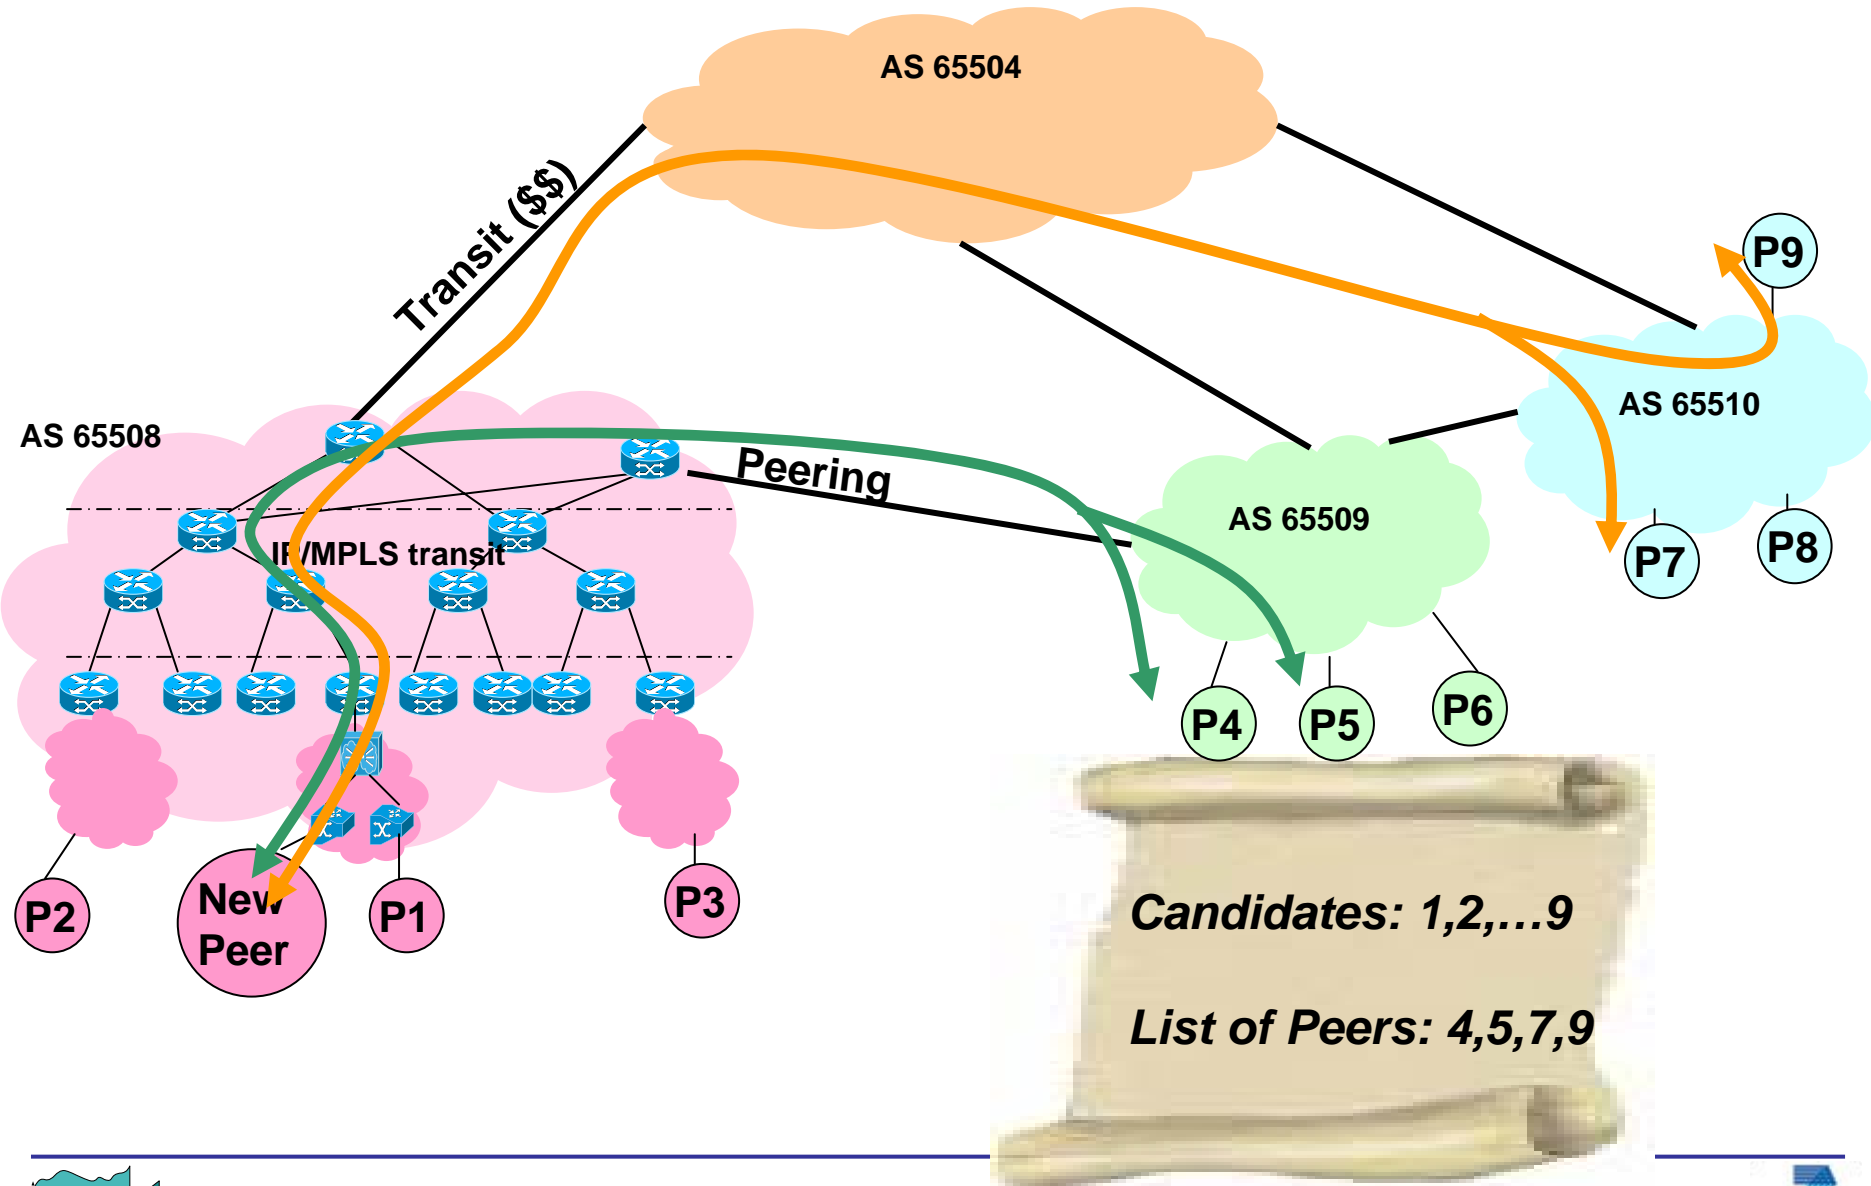 AS 65504
Transit ($$)
P9
AS 65510
AS 65508
Peering
AS 65509
IP/MPLS transit
P7
P8
P4
P5
P6
P2
New
Peer
P1
P3
Candidates: 1,2,...9
List of Peers: 4,5,7,9